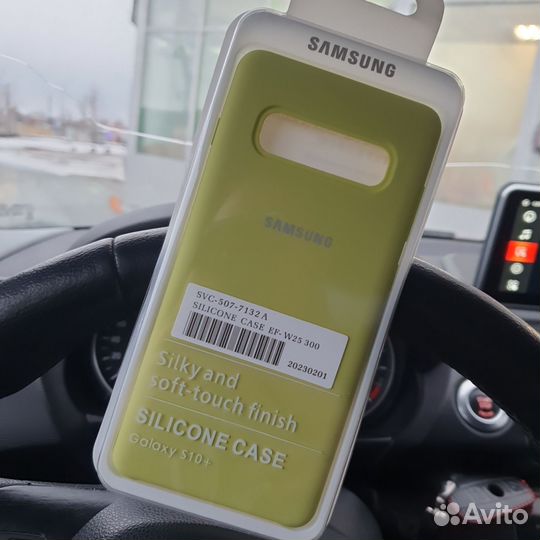 SAMSUNG
SAMSUNG
SVC-507-7132 A
SILICONE CASE EF-W25 300
20230201
Silky and
soft-touch finish
SILICONE CASE
Galaxy S10+
Avito